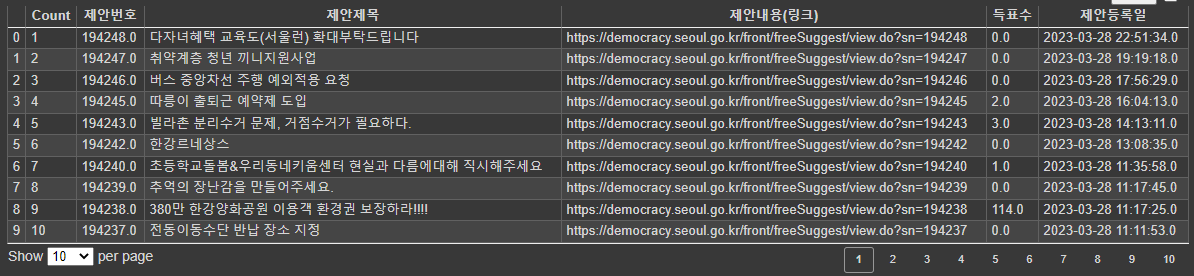 Count 제안번호 제안제목 제안내용(링크) 득표수 제안등록일
0 1 194248.0 다자녀혜택 교육도(서울런) 확대부탁드립니다 https://democracy.seoul.go.kr/front/freeSuggest/view.do?sn=194248 0.0 2023-03-28 22:51:34.0
1 2 194247.0 취약계층 청년 끼니지원사업 https://democracy.seoul.go.kr/front/freeSuggest/view.do?sn=194247 0.0 2023-03-28 19:19:18.0
2 3 194246.0 버스 중앙차선 주행 예외적용 요청 https://democracy.seoul.go.kr/front/freeSuggest/view.do?sn=194246 0.0 2023-03-28 17:56:29.0
3 4 194245.0 따릉이 출퇴근 예약제 도입 https://democracy.seoul.go.kr/front/freeSuggest/view.do?sn=194245 2.0 2023-03-28 16:04:13.0
4 5 194243.0 빌라촌 분리수거 문제, 거점수거가 필요하다. https://democracy.seoul.go.kr/front/freeSuggest/view.do?sn=194243 3.0 2023-03-28 14:13:11.0
5 6 194242.0 한강르네상스 https://democracy.seoul.go.kr/front/freeSuggest/view.do?sn=194242 0.0 2023-03-28 13:08:35.0
6 7 194240.0 초등학교돌봄&우리동네키움센터 현실과 다름에대해 직시해주세요 https://democracy.seoul.go.kr/front/freeSuggest/view.do?sn=194240 1.0 2023-03-28 11:35:58.0
7 8 194239.0 추억의 장난감을 만들어주세요. https://democracy.seoul.go.kr/front/freeSuggest/view.do?sn=194239 0.0 2023-03-28 11:17:45.0
8 9 194238.0 380만 한강양화공원 이용객 환경권 보장하라!!!! https://democracy.seoul.go.kr/front/freeSuggest/view.do?sn=194238 114.0 2023-03-28 11:17:25.0
9 10 194237.0 전동이동수단 반납 장소 지정 https://democracy.seoul.go.kr/front/freeSuggest/view.do?sn=194237 0.0 2023-03-28 11:11:53.0
Show 10 per page 1 2 3 4 5 6 7 8 9 10